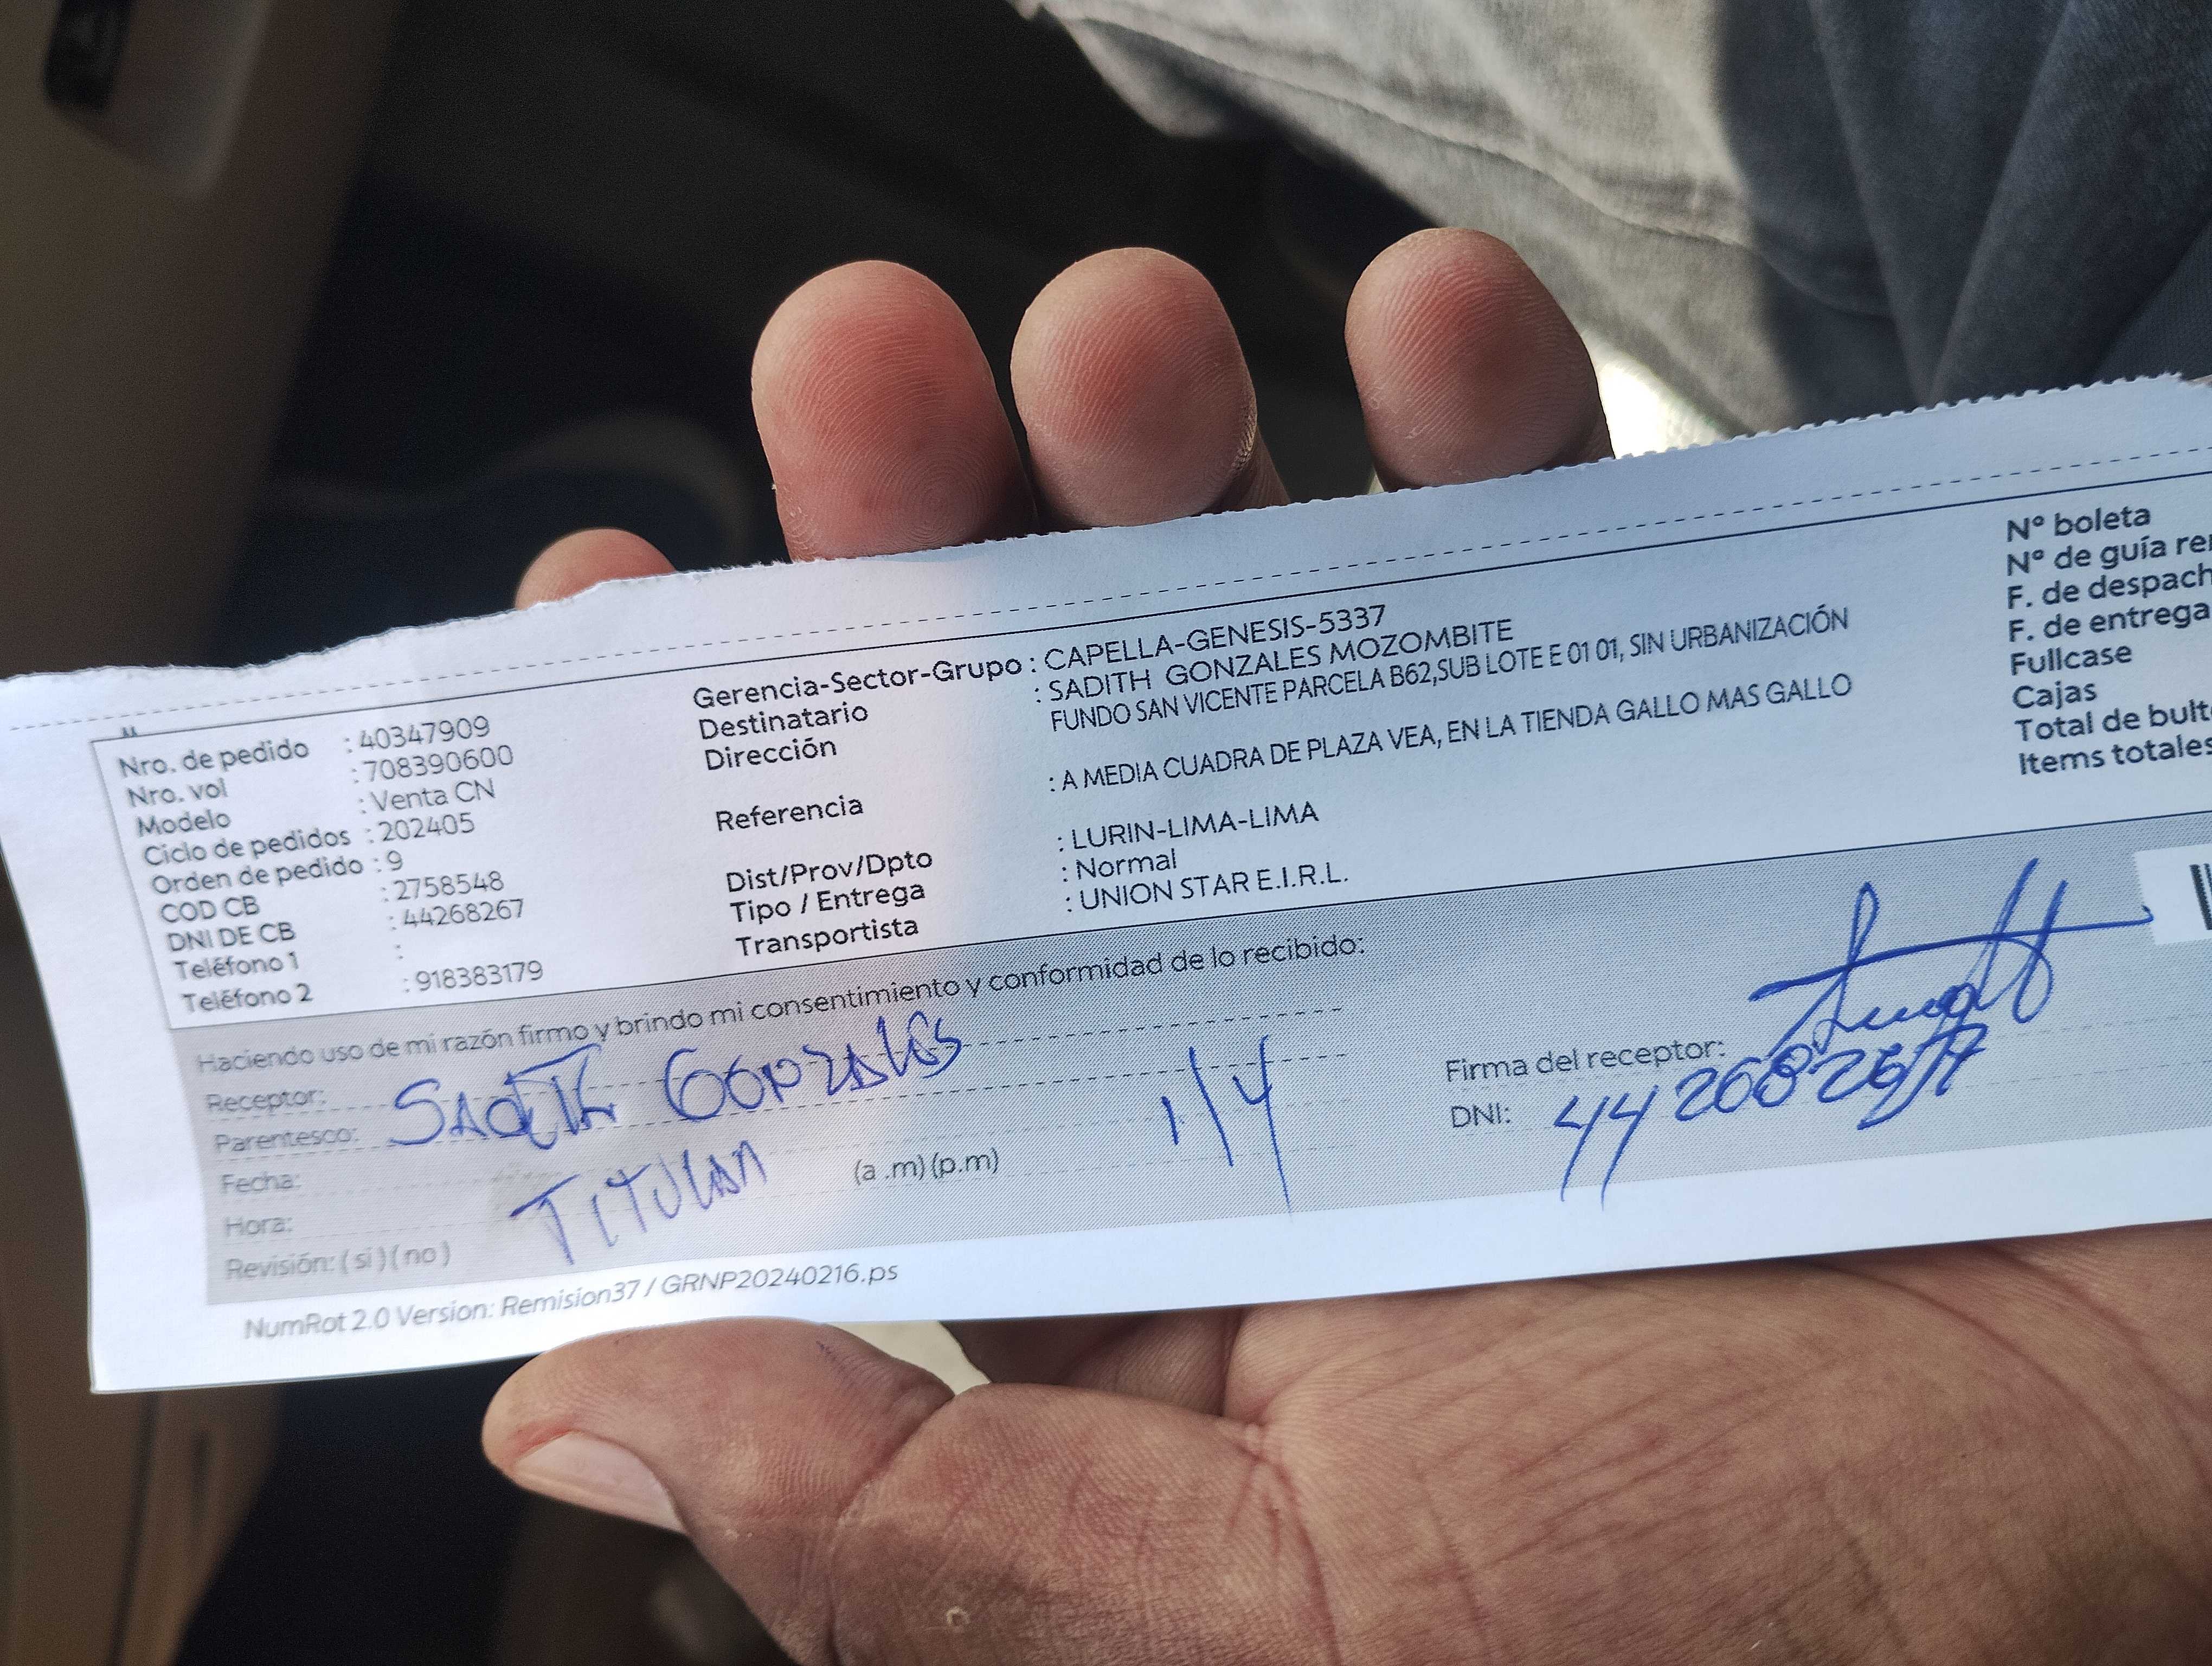 Nro. de pedido : 40347909
Nro. vol : 708390600
Modelo : Venta CN
Ciclo de pedidos : 202405
Orden de pedido : 9
COD CB : 2758548
DNI DE CB : 44268267
Teléfono 1 :
Teléfono 2 : 918383179
Gerencia-Sector-Grupo : CAPELLA-GENESIS-5337
Destinatario : SADITH GONZALES MOZOMBITE
Dirección FUNDO SAN VICENTE PARCELA B62,SUB LOTE E 01 01, SIN URBANIZACIÓN
Referencia : A MEDIA CUADRA DE PLAZA VEA, EN LA TIENDA GALLO MAS GALLO
Dist/Prov/Dpto : LURIN-LIMA-LIMA
Tipo / Entrega : Normal
Transportista : UNION STAR E.I.R.L.
Nº boleta
Nº de guía
F. de
F. de entrega
Fullcase
Cajas
Total de
Items totales
Haciendo uso de mi razón firmo y brindo mi consentimiento y conformidad de lo recibido:
Receptor: SADITH GONZALES
Parentesco:
Fecha: TITULAR 1/4
Hora: (a .m)(p.m)
Revisión: ( si )( no )
Firma del receptor:
DNI: 44268267
NumRot 2.0 Version: Remision37 / GRNP20240216.ps